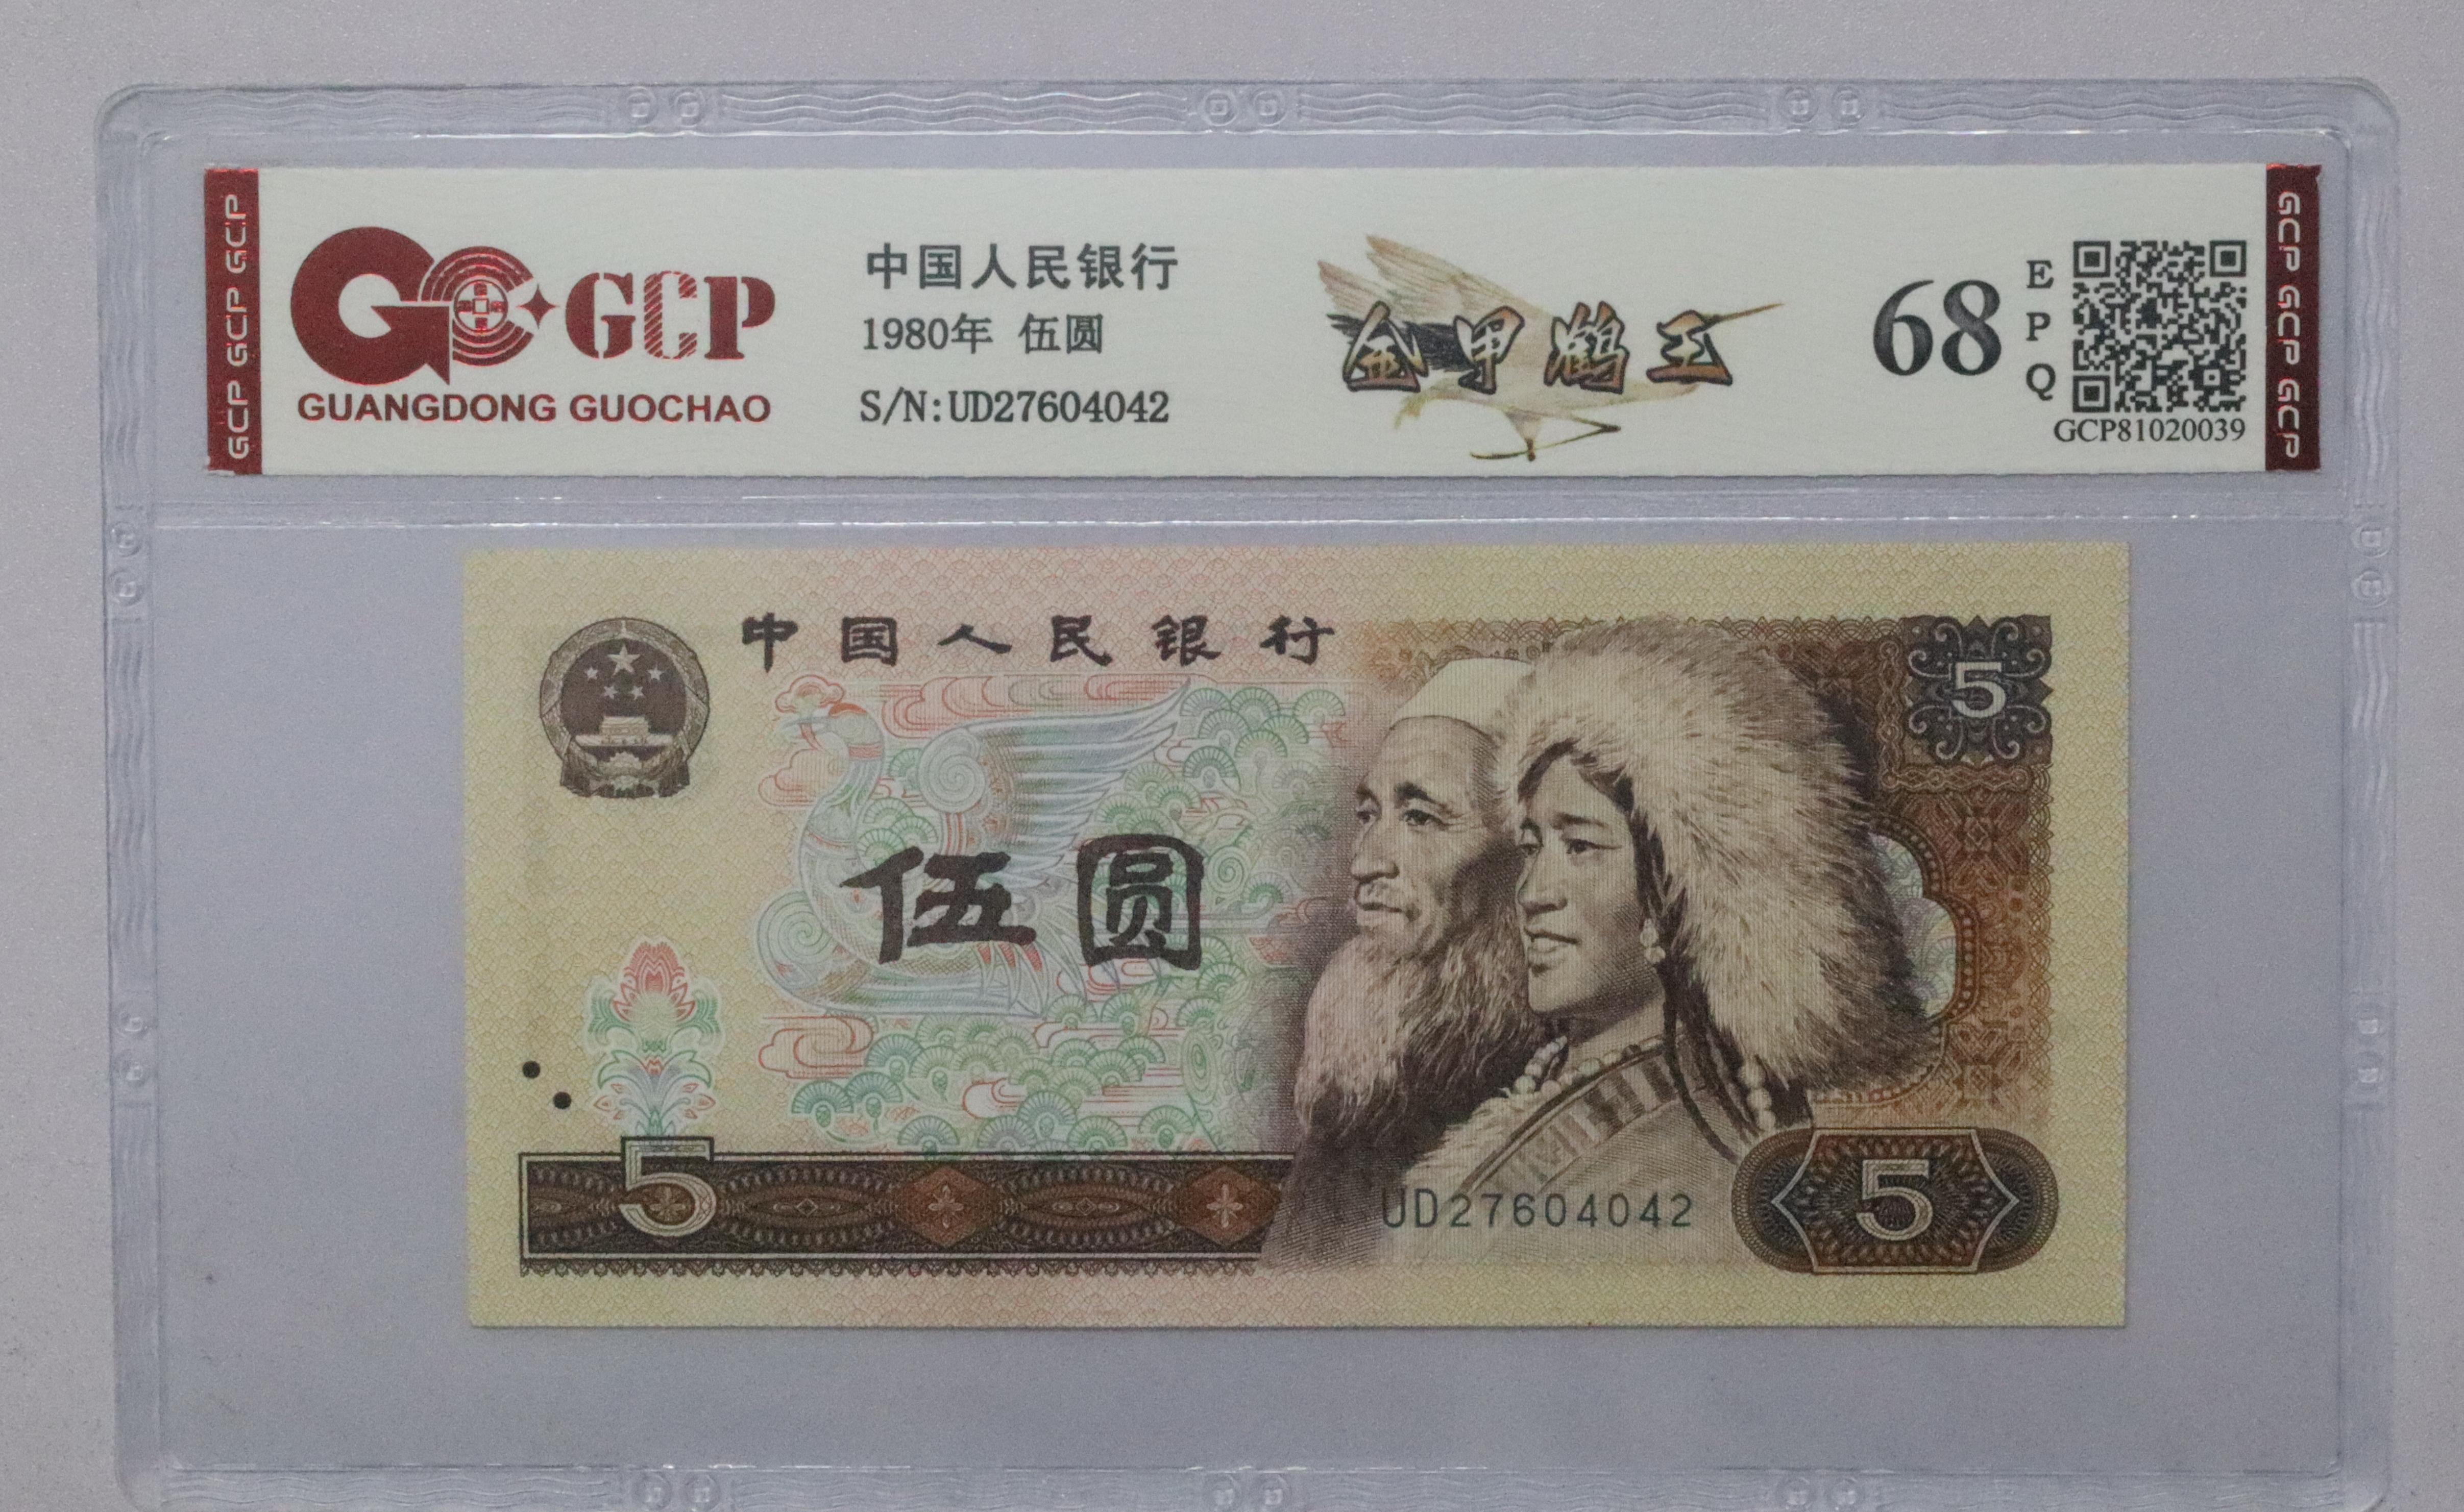 GCP GCP GCP
GCP
GUANGDONG GUOCHAO
中国人民银行
1980年 伍圆
S/N:UD27604042
金甲鹤王
68
EPQ
GCP81020039
GCP GCP GCP
中国人民银行
5
伍圆
5
UD27604042
5